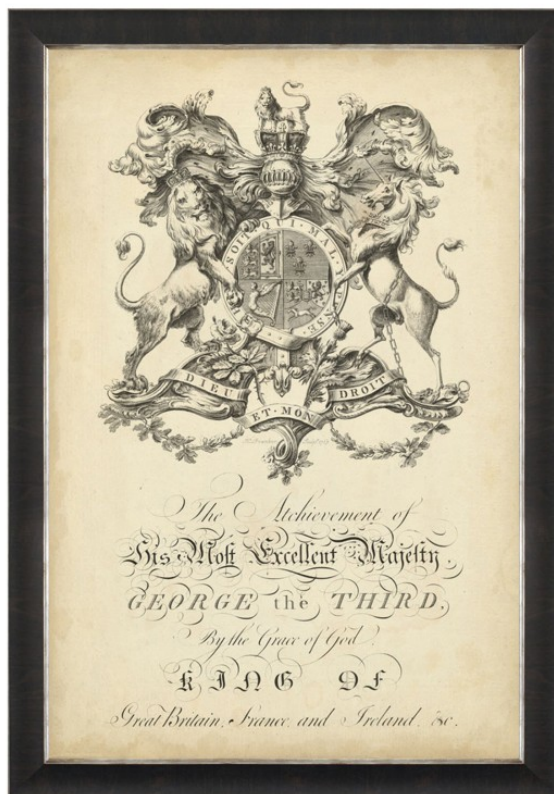 SOIT QUI MAL Y PENSE
DIEU ET MON DROIT
The Atchievement of
His Most Excellent Majesty,
GEORGE the THIRD,
By the Grace of God
KING OF
Great Britain, France, and Ireland, &c.